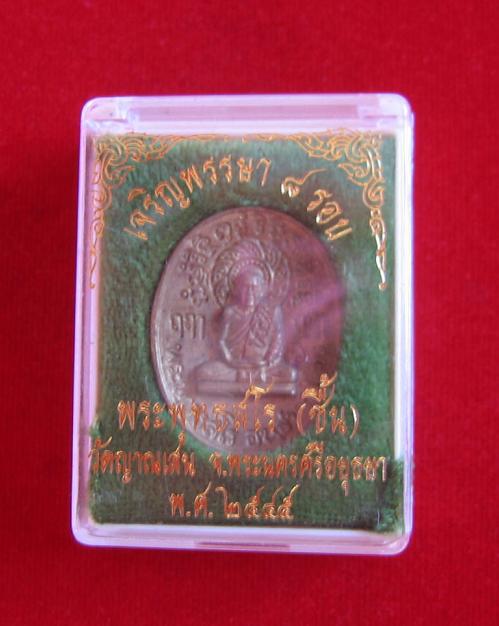 เจริญพรรษา ๘ รอบ
พระพุทธสโร (ชื้น)
วัดญาณเสน จ.พระนครศรีอยุธยา
พ.ศ. ๒๕๔๕